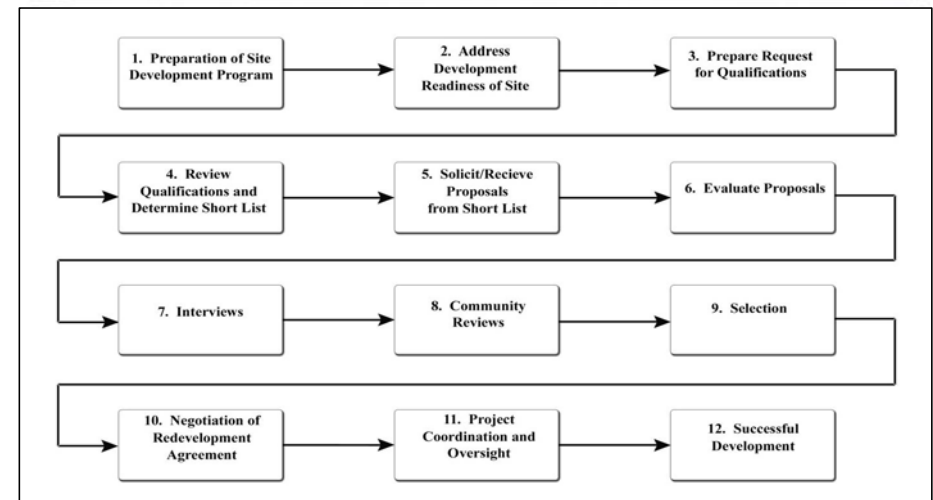 1. Preparation of Site
Development Program
2. Address
Development
Readiness of Site
3. Prepare Request
for Qualifications
4. Review
Qualifications and
Determine Short List
5. Solicit/Recieve
Proposals
from Short List
6. Evaluate Proposals
7. Interviews
8. Community
Reviews
9. Selection
10. Negotiation of
Redevelopment
Agreement
11. Project
Coordination and
Oversight
12. Successful
Development